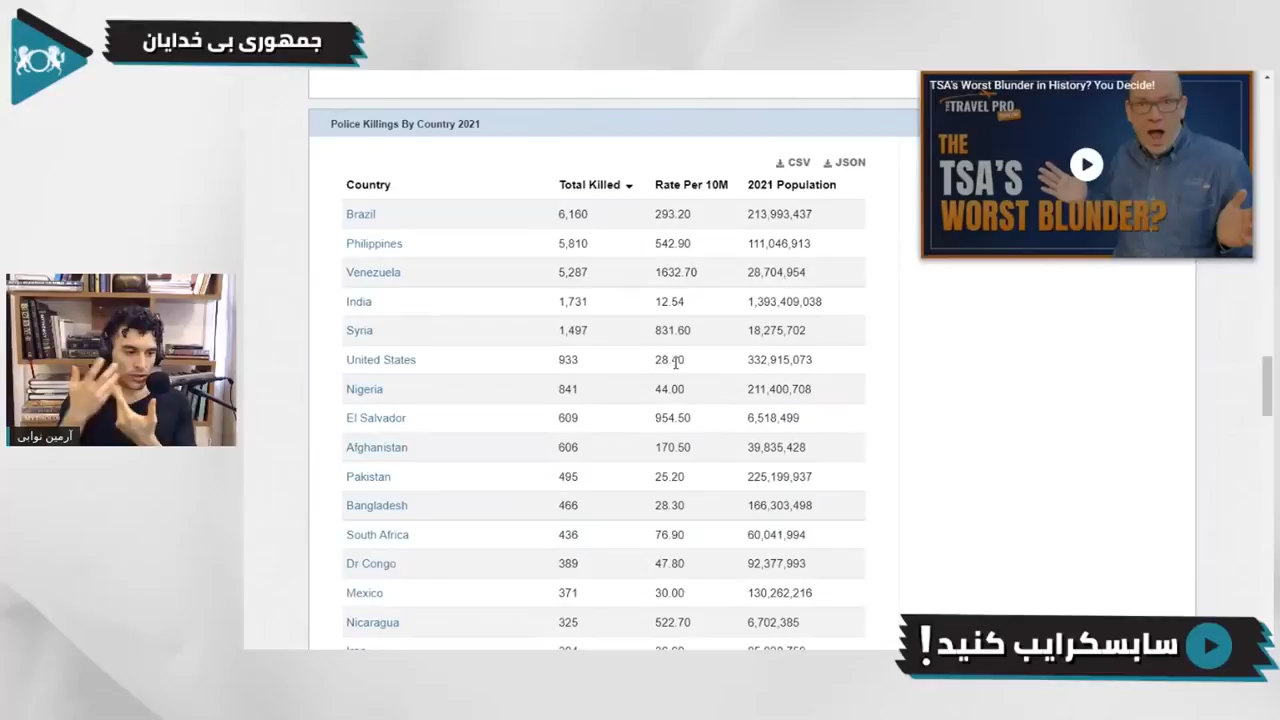 جمهوری بی خدایان
TSA's Worst Blunder in History? You Decide!
TRAVEL PRO
THE
TSA'S
WORST BLUNDER?
Police Killings By Country 2021
CSV JSON
Country Total Killed Rate Per 10M 2021 Population
Brazil 6,160 293.20 213,993,437
Philippines 5,810 542.90 111,046,913
Venezuela 5,287 1632.70 28,704,954
India 1,731 12.54 1,393,409,038
Syria 1,497 831.60 18,275,702
United States 933 332,915,073
Nigeria 841 44.00 211,400,708
El Salvador 609 954.50 6,518,499
Afghanistan 606 170.50 39,835,428
Pakistan 495 25.20 225,199,937
Bangladesh 466 28.30 166,303,498
South Africa 436 76.90 60,041,994
Dr Congo 389 47.80 92,377,993
Mexico 371 30.00 130,262,216
Nicaragua 325 522.70 6,702,385
آرمین نوابی
سابسکرایب کنید!